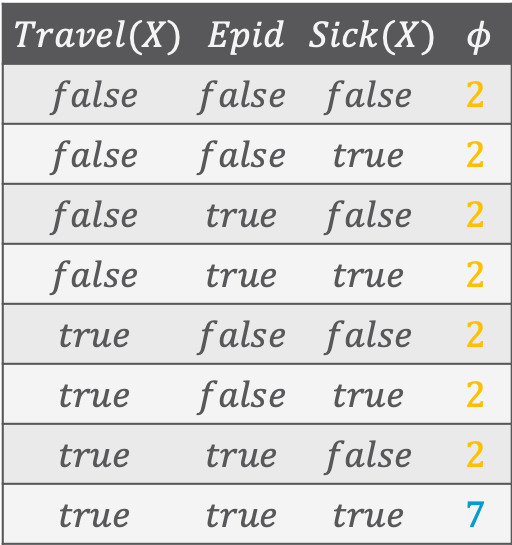 Travel(X) Epid Sick(X) ϕ
false false false 2
false false true 2
false true false 2
false true true 2
true false false 2
true false true 2
true true false 2
true true true 7